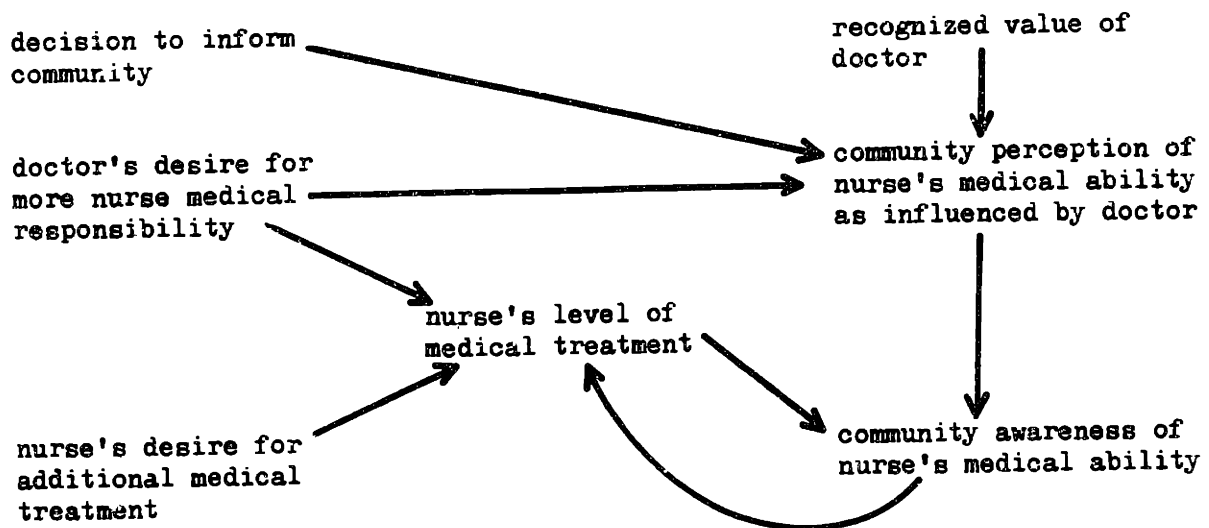 decision to inform
community
recognized value of
doctor
doctor's desire for
more nurse medical
responsibility
community perception of
nurse's medical ability
as influenced by doctor
nurse's level of
medical treatment
nurse's desire for
additional medical
treatment
community awareness of
nurse's medical ability